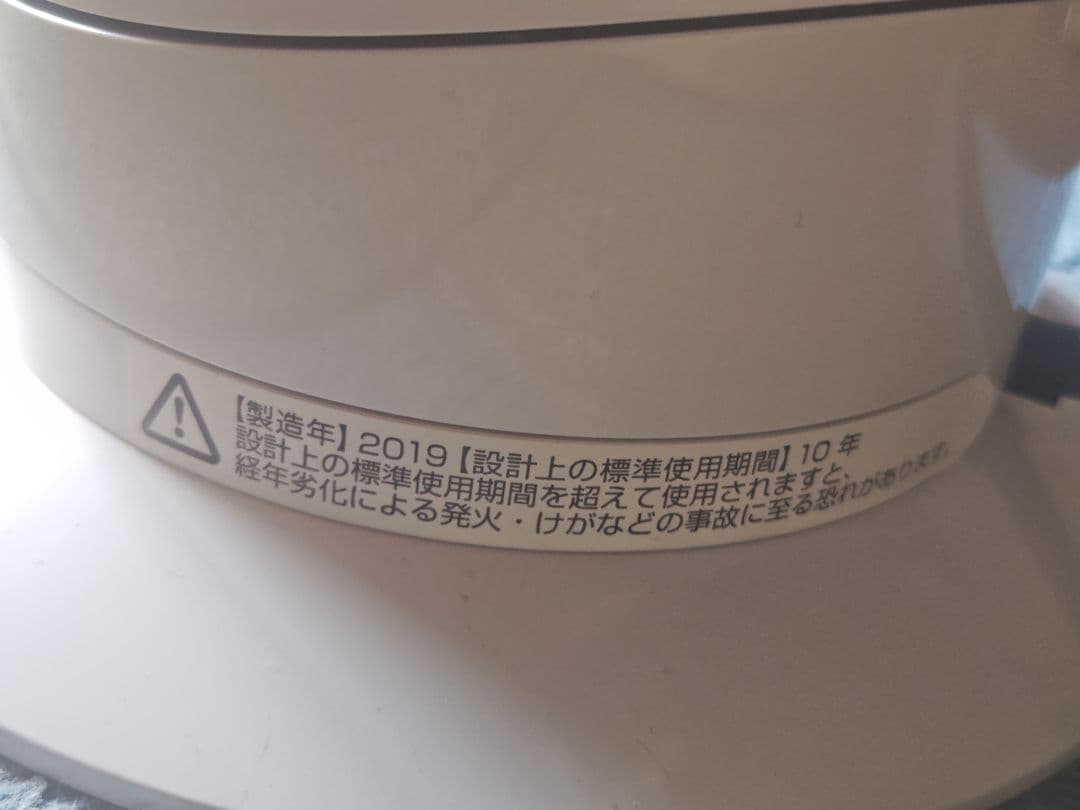 【製造年】2019【設計上の標準使用期間】10年
設計上の標準使用期間を超えて使用されますと、
経年劣化による発火・けがなどの事故に至る恐れがあります。